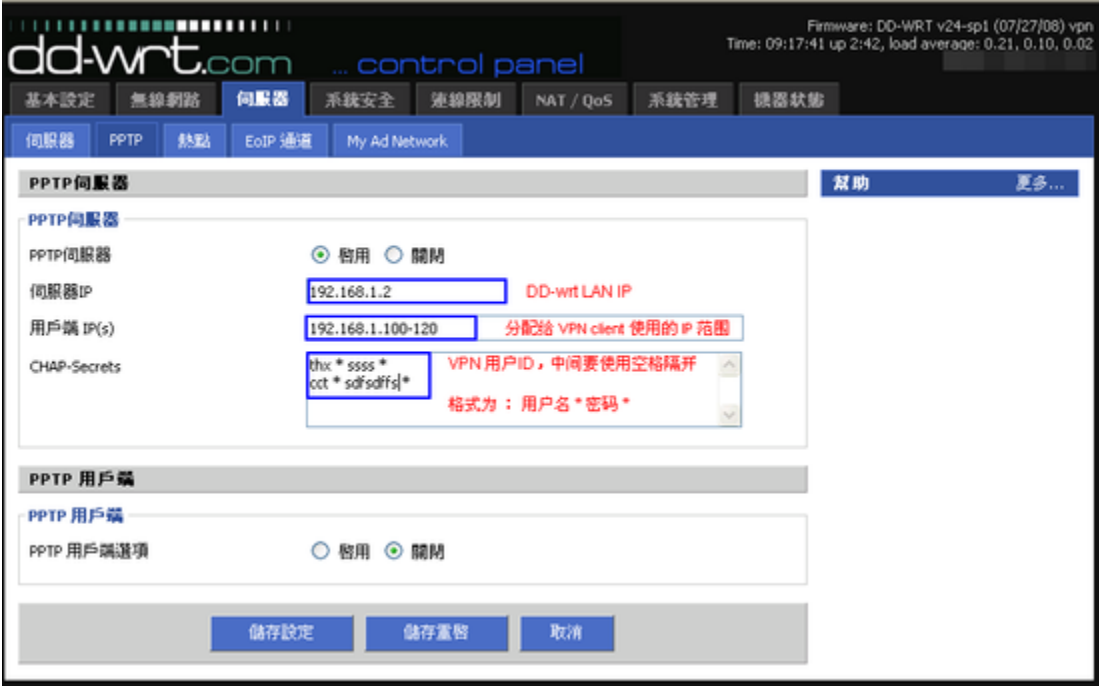 Firmware: DD-WRT v24-sp1 (07/27/08) vpn
Time: 09:17:41 up 2:42, load average: 0.21, 0.10, 0.02
dd-wrt.com ... control panel
基本設定 無線網路 伺服器 系統安全 連線限制 NAT / QoS 系統管理 機器狀態
伺服器 PPTP 熱點 EoIP 通道 My Ad Network
PPTP伺服器
幫助 更多...
PPTP伺服器
PPTP伺服器 啓用 關閉
伺服器IP 192.168.1.2 DD-wrt LAN IP
用戶端 IP(s) 192.168.1.100-120 分配给 VPN client 使用的 IP 范围
CHAP-Secrets thx * ssss * VPN 用户ID，中间要使用空格隔开
cct * sdfsdffs *
格式为 ：用户名 * 密码 *
PPTP 用戶端
PPTP 用戶端
PPTP 用戶端選項 啓用 關閉
儲存設定 儲存重啓 取消